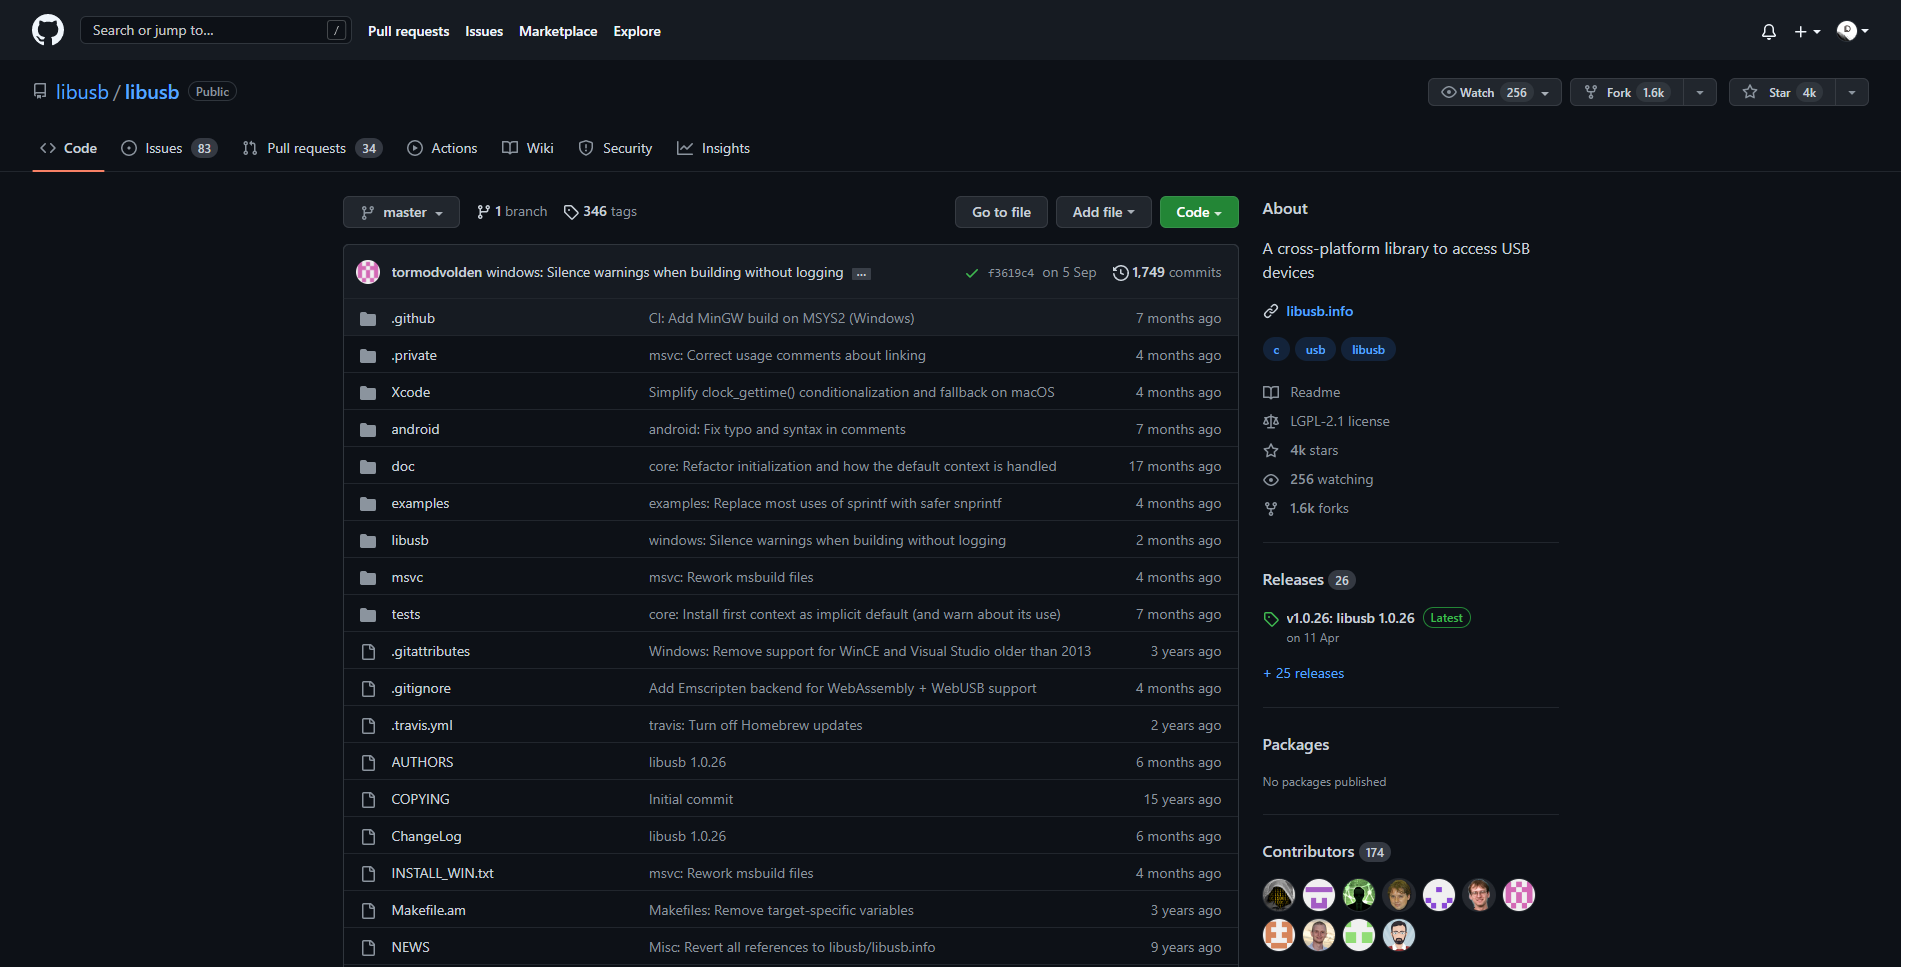 Search or jump to... /
Pull requests Issues Marketplace Explore
libusb / libusb Public
Watch 256 Fork 1.6k Star 4k
Code Issues 83 Pull requests 34 Actions Wiki Security Insights
master 1 branch 346 tags Go to file Add file Code
tormodvolden windows: Silence warnings when building without logging ... f3619c4 on 5 Sep 1,749 commits
.github CI: Add MinGW build on MSYS2 (Windows) 7 months ago
.private msvc: Correct usage comments about linking 4 months ago
Xcode Simplify clock_gettime() conditionalization and fallback on macOS 4 months ago
android android: Fix typo and syntax in comments 7 months ago
doc core: Refactor initialization and how the default context is handled 17 months ago
examples examples: Replace most uses of sprintf with safer snprintf 4 months ago
libusb windows: Silence warnings when building without logging 2 months ago
msvc msvc: Rework msbuild files 4 months ago
tests core: Install first context as implicit default (and warn about its use) 7 months ago
.gitattributes Windows: Remove support for WinCE and Visual Studio older than 2013 3 years ago
.gitignore Add Emscripten backend for WebAssembly + WebUSB support 4 months ago
.travis.yml travis: Turn off Homebrew updates 2 years ago
AUTHORS libusb 1.0.26 6 months ago
COPYING Initial commit 15 years ago
ChangeLog libusb 1.0.26 6 months ago
INSTALL_WIN.txt msvc: Rework msbuild files 4 months ago
Makefile.am Makefiles: Remove target-specific variables 3 years ago
NEWS Misc: Revert all references to libusb/libusb.info 9 years ago
About
A cross-platform library to access USB
devices
libusb.info
c usb libusb
Readme
LGPL-2.1 license
4k stars
256 watching
1.6k forks
Releases 26
v1.0.26: libusb 1.0.26 Latest
on 11 Apr
+ 25 releases
Packages
No packages published
Contributors 174